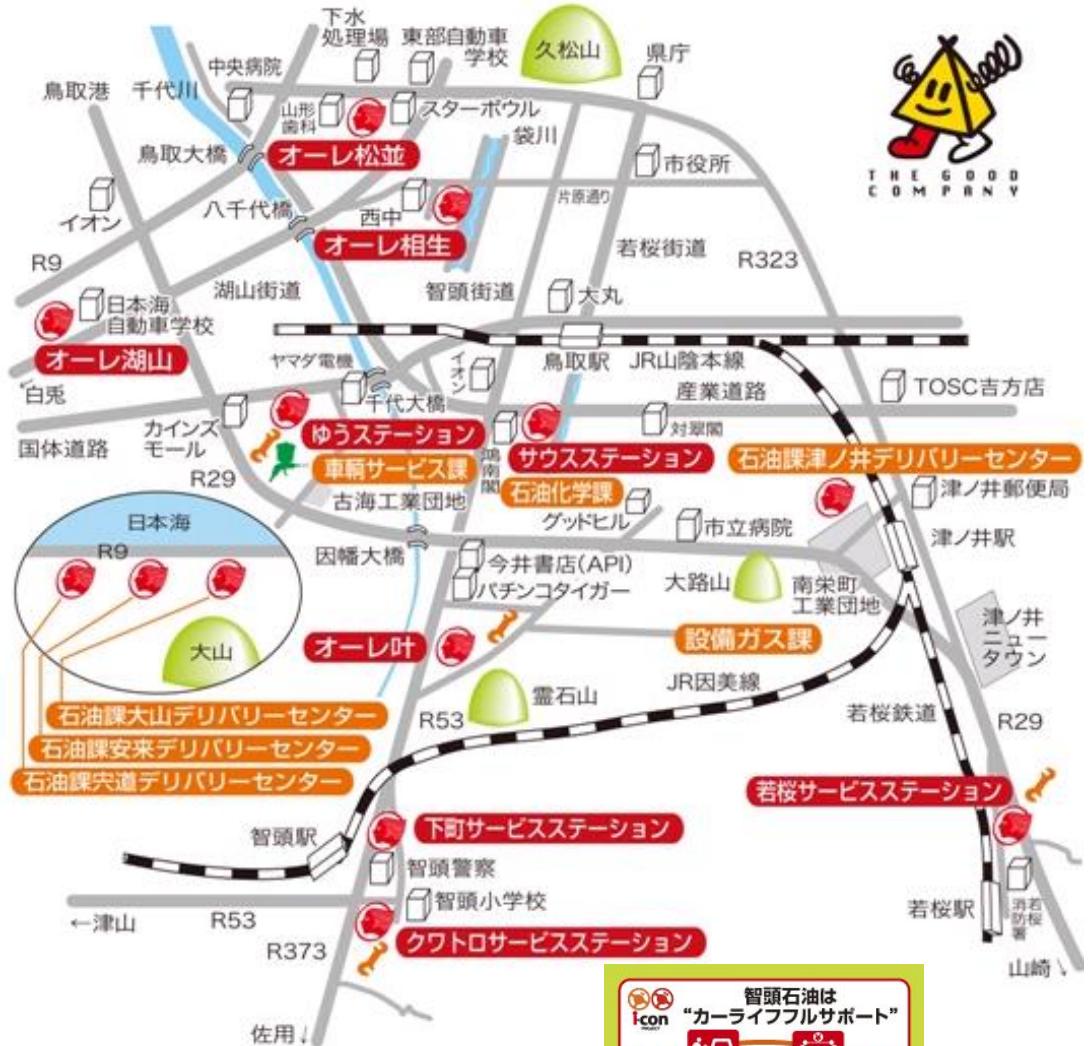 下水
処理場
東部自動車
学校
久松山
県庁
鳥取港
千代川
中央病院
山形
歯科
スターボウル
THE GOOD
COMPANY
鳥取大橋
オーレ松並
袋川
市役所
イオン
八千代橋
西中
片原通り
オーレ相生
若桜街道
R323
R9
湖山街道
智頭街道
大丸
日本海
自動車学校
オーレ湖山
ヤマダ電機
イオン
鳥取駅
JR山陰本線
白兎
千代大橋
産業道路
TOSC吉方店
国体道路
カインズ
モール
ゆうステーション
鴻南閣
対翠閣
サウスステーション
石油課津ノ井デリバリーセンター
R29
車輌サービス課
石油化学課
津ノ井郵便局
古海工業団地
グッドヒル
市立病院
津ノ井駅
日本海
R9
因幡大橋
今井書店(API)
パチンコタイガー
大路山
南栄町
工業団地
津ノ井
ニュー
タウン
大山
オーレ叶
設備ガス課
霊石山
JR因美線
石油課大山デリバリーセンター
石油課安来デリバリーセンター
石油課宍道デリバリーセンター
R53
若桜鉄道
R29
若桜サービスステーション
智頭駅
下町サービスステーション
智頭警察
智頭小学校
←津山
R53
若桜駅
若桜
消防署
R373
クワトロサービスステーション
山崎↓
佐用↓
i-con
PROJECT
智頭石油は
“カーライフフルサポート”